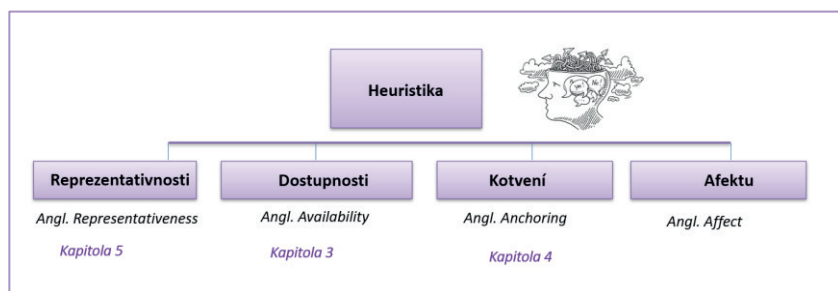 Heuristika
Reprezentativnosti
Dostupnosti
Kotvení
Afektu
Angl. Representativeness
Angl. Availability
Angl. Anchoring
Angl. Affect
Kapitola 5
Kapitola 3
Kapitola 4